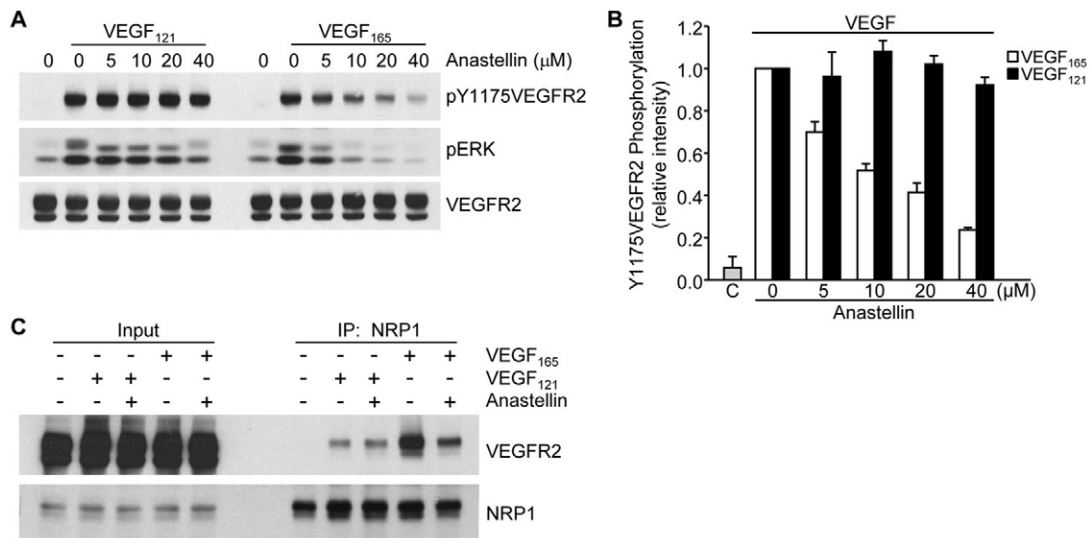 A
VEGF121 VEGF165
0 0 5 10 20 40 0 0 5 10 20 40 Anastellin (μM)
pY1175VEGFR2
pERK
VEGFR2
B
VEGF
VEGF165
VEGF121
Y1175VEGFR2 Phosphorylation
(relative intensity)
1.2
1.0
0.8
0.6
0.4
0.2
0.0
C 0 5 10 20 40 (μM)
Anastellin
C
Input IP: NRP1
- - - + + - - - + + VEGF165
- + + - - - + + - - VEGF121
- - + - + - - + - + Anastellin
VEGFR2
NRP1